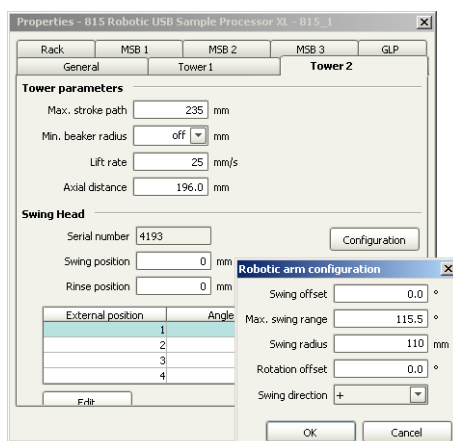 Properties - 815 Robotic USB Sample Processor XL - 815_1
Rack MSB 1 MSB 2 MSB 3 GLP
General Tower 1 Tower 2
Tower parameters
Max. stroke path 235 mm
Min. beaker radius off mm
Lift rate 25 mm/s
Axial distance 196.0 mm
Swing Head
Serial number 4193
Configuration
Swing position 0 mm
Rinse position 0 mm
External position Angle
1
2
3
4
Edit
Robotic arm configuration
Swing offset 0.0 °
Max. swing range 115.5 °
Swing radius 110 mm
Rotation offset 0.0 °
Swing direction +
OK Cancel